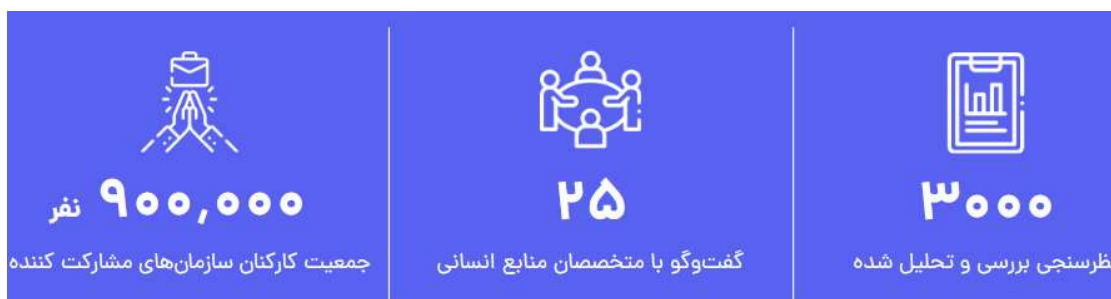 ۳۰۰۰
ظرسنجی بررسی و تحلیل شده
۲۵
گفت‌وگو با متخصصان منابع انسانی
۹۰۰,۰۰۰ نفر
جمعیت کارکنان سازمان‌های مشارکت کننده